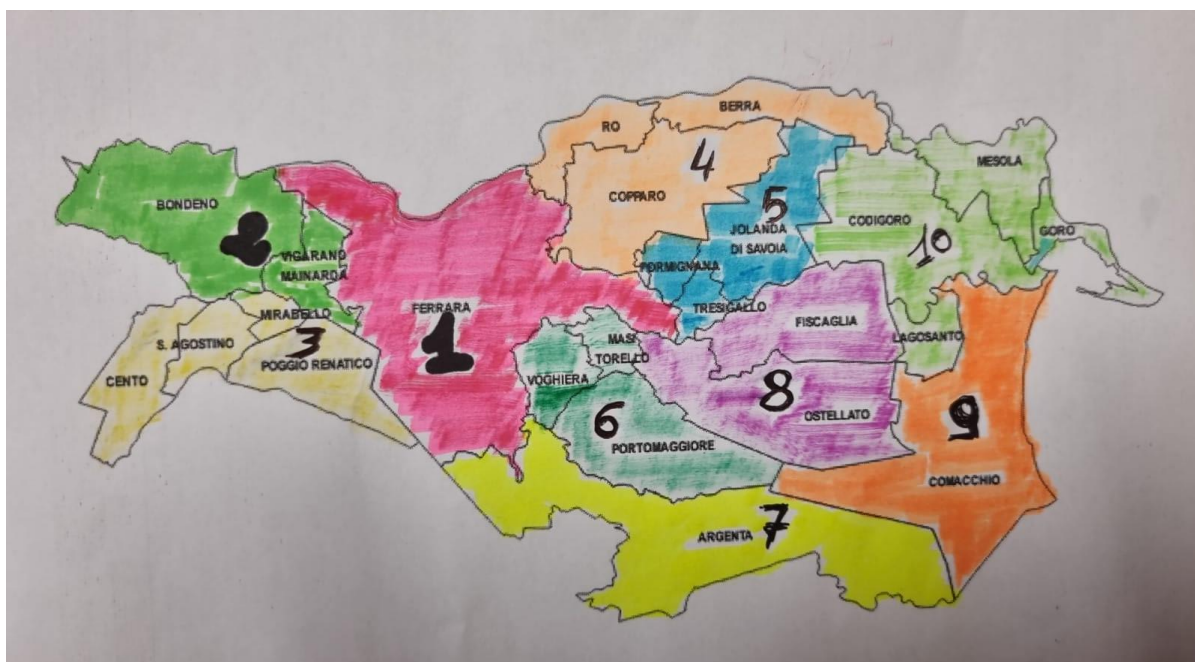 BERRA
RO
4
MESOLA
COPPARO
BONDENO
5
CODIGORO
JOLANDA
DI SAVOIA
GORO
10
2
VIGARANO
MAINARDA
FORMIGNANA
FERRARA
TRESIGALLO
MIRABELLO
FISCAGLIA
S. AGOSTINO
3
1
MASI
TORELLO
LAGOSANTO
POGGIO RENATICO
CENTO
VOGHIERA
8
6
OSTELLATO
9
PORTOMAGGIORE
COMACCHIO
ARGENTA
7